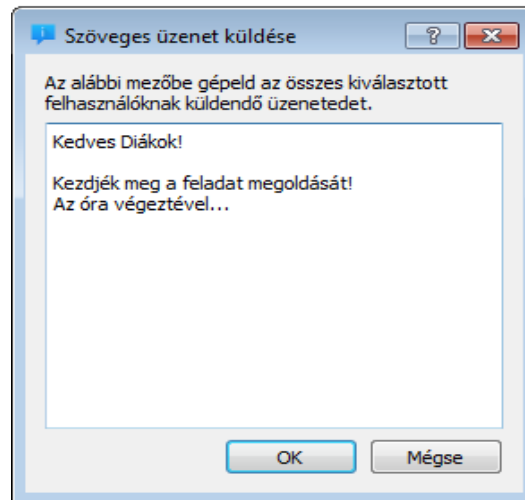 Szöveges üzenet küldése
Az alábbi mezőbe gépeld az összes kiválasztott
felhasználóknak küldendő üzenetedet.
Kedves Diákok!
Kezdjék meg a feladat megoldását!
Az óra végeztével...
OK
Mégse